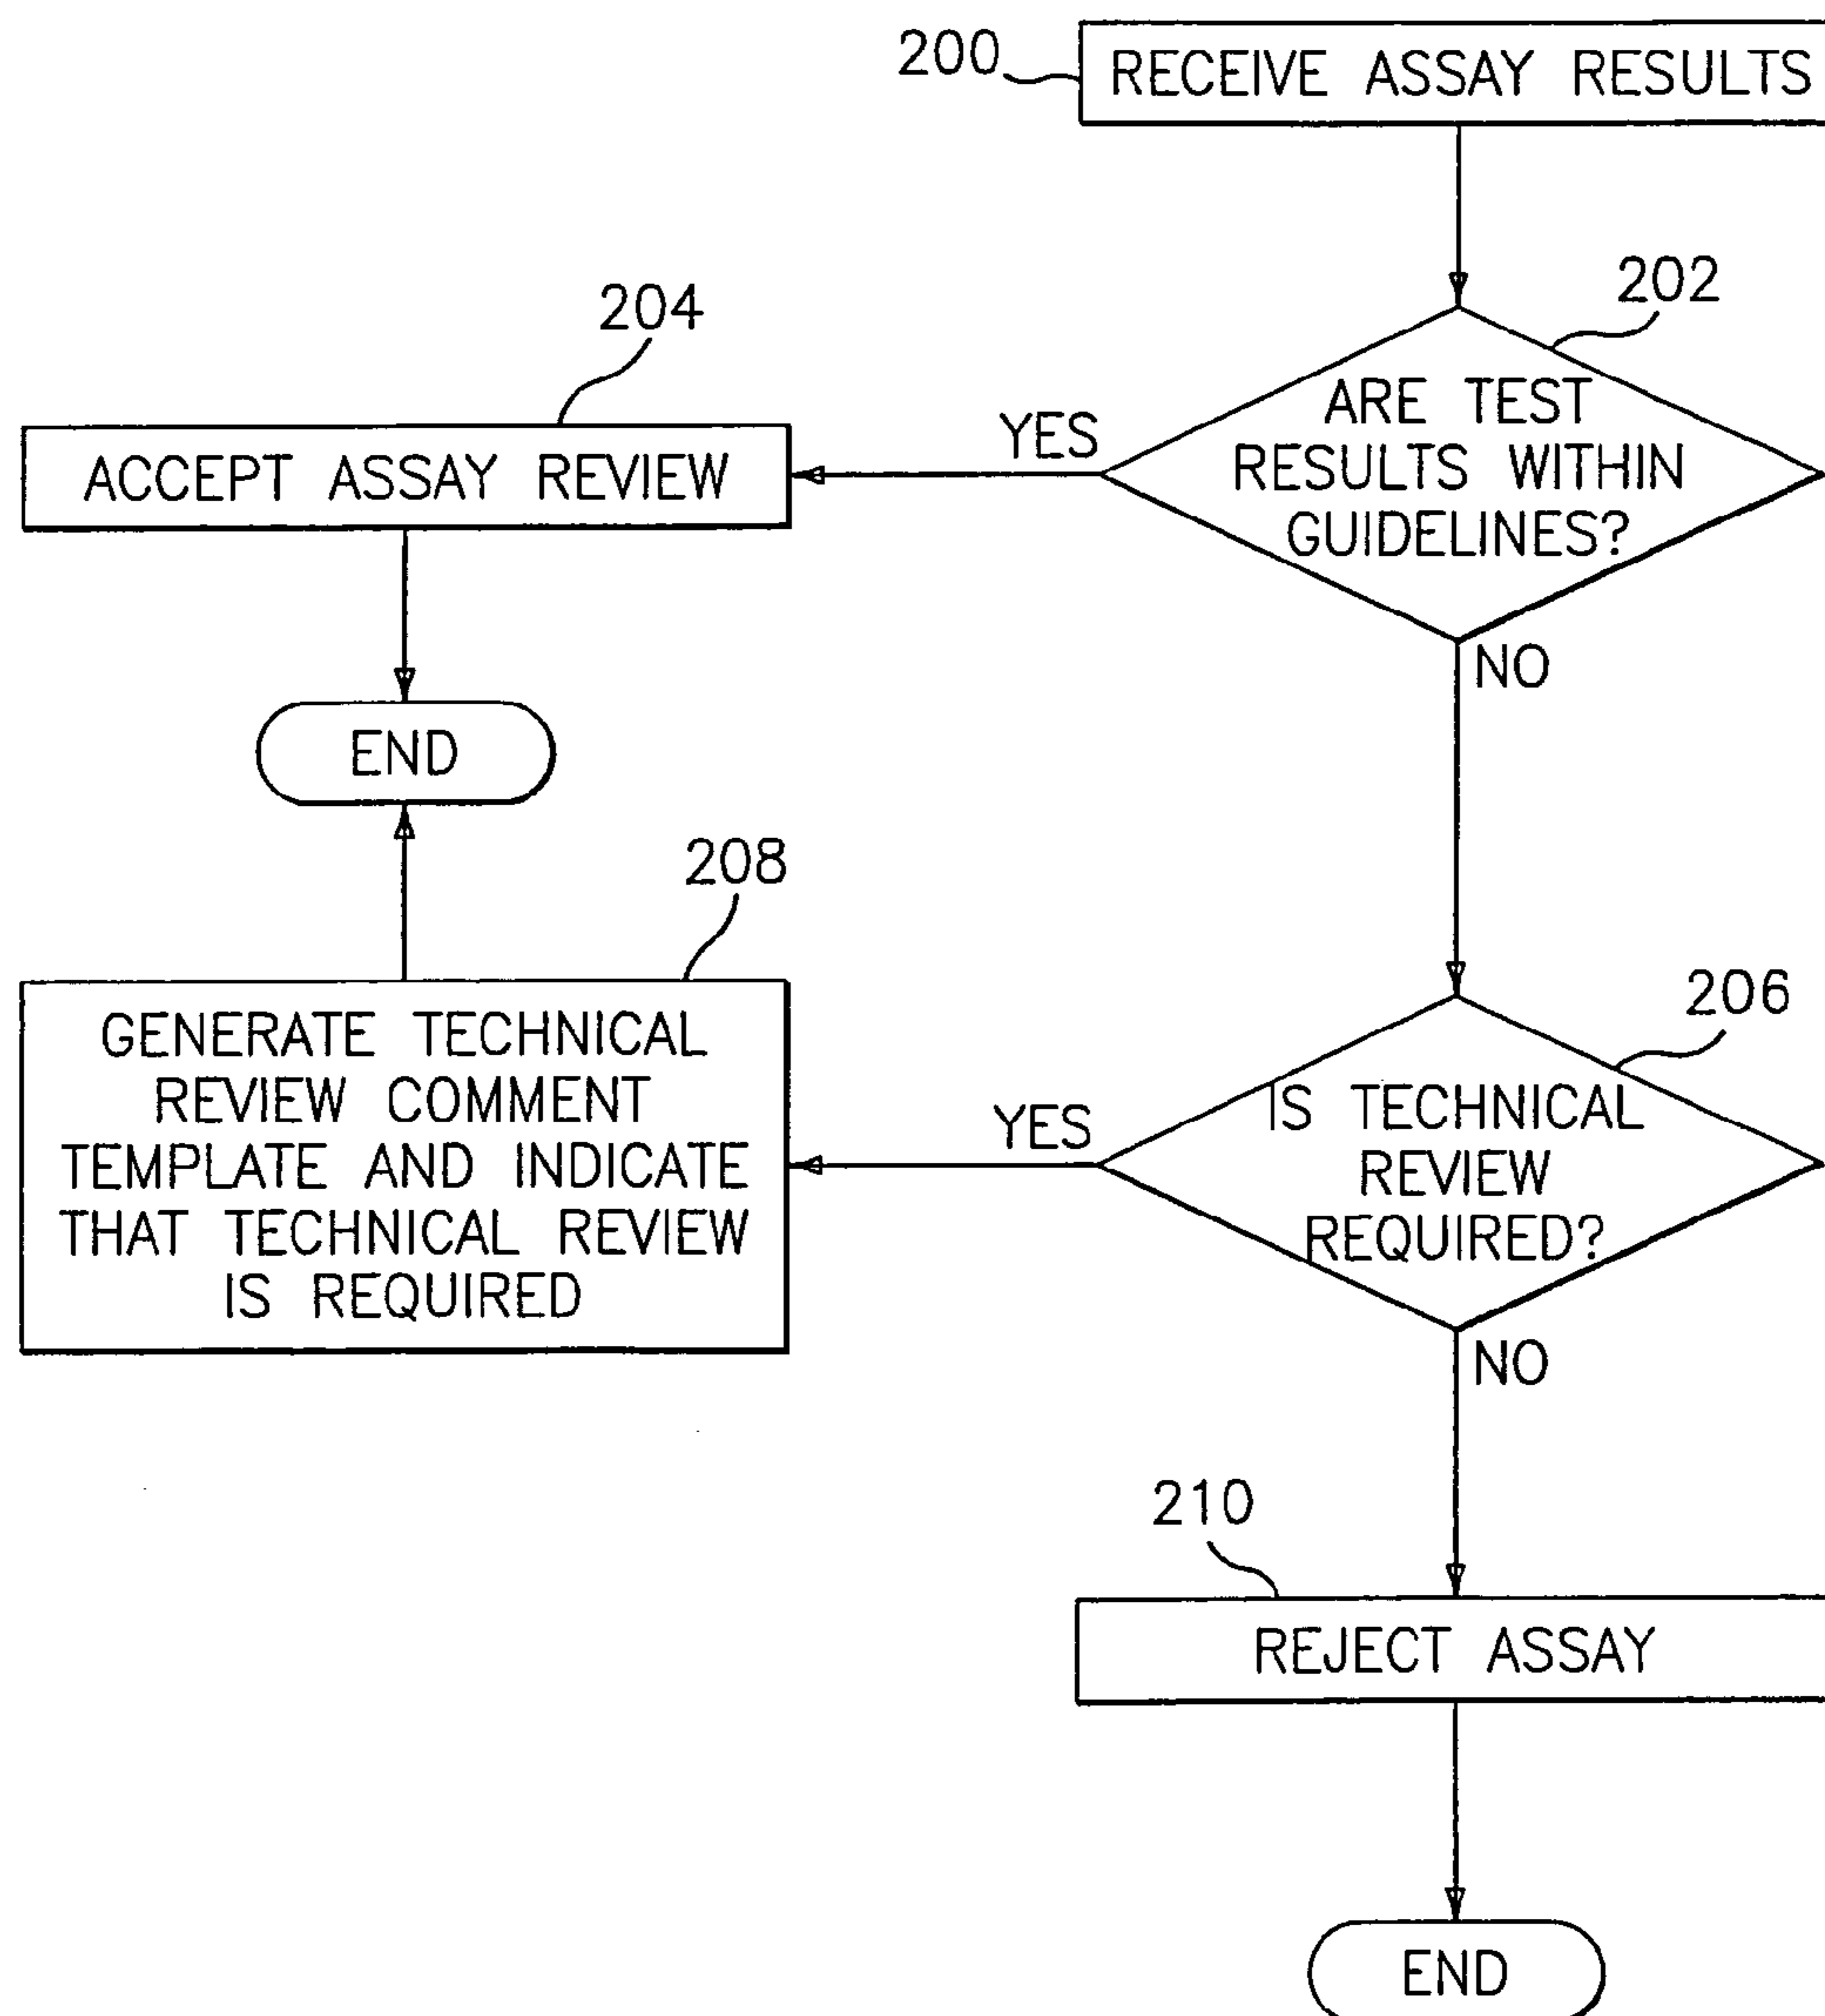 200
RECEIVE ASSAY RESULTS
202
ARE TEST
RESULTS WITHIN
GUIDELINES?
YES
204
ACCEPT ASSAY REVIEW
END
NO
206
IS TECHNICAL
REVIEW
REQUIRED?
YES
208
GENERATE TECHNICAL
REVIEW COMMENT
TEMPLATE AND INDICATE
THAT TECHNICAL REVIEW
IS REQUIRED
NO
210
REJECT ASSAY
END